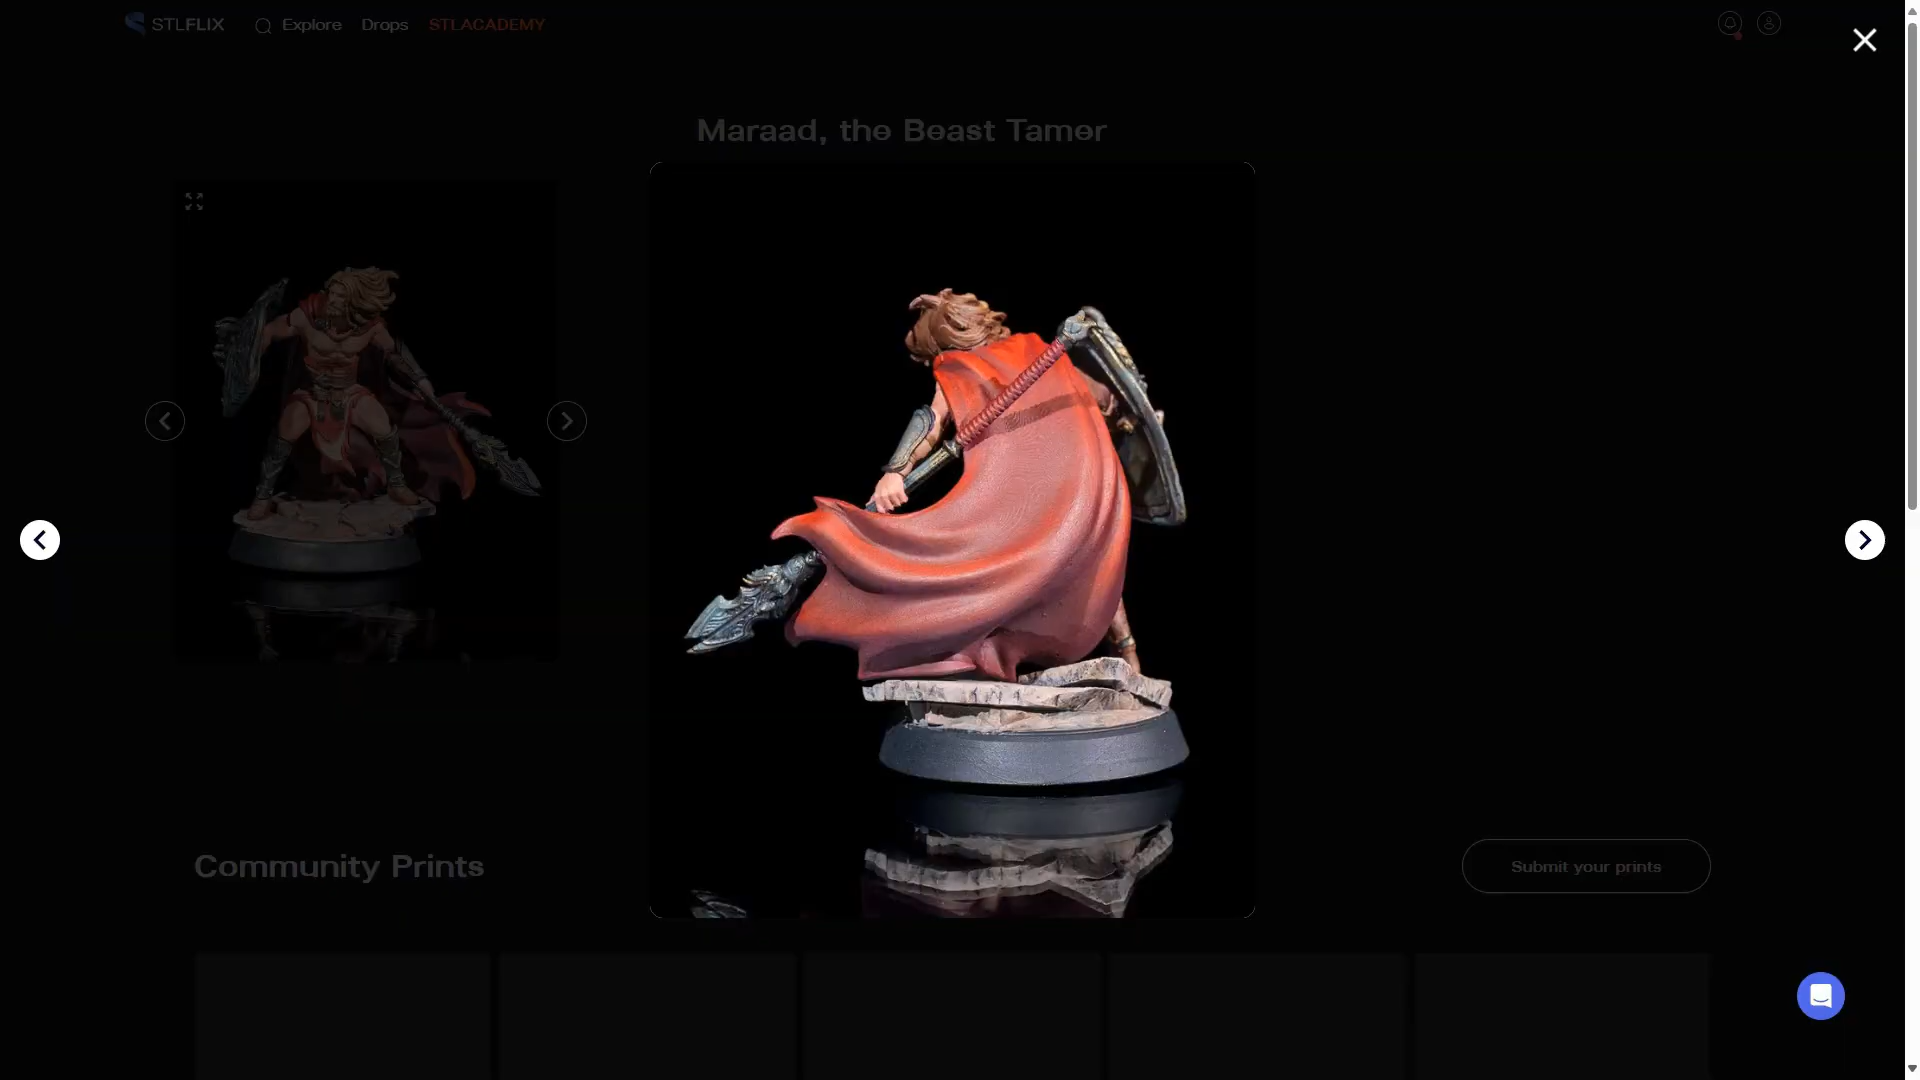 STLFLIX Explore Drops STLACADEMY
Maraad, the Beast Tamer
Community Prints
Submit your prints